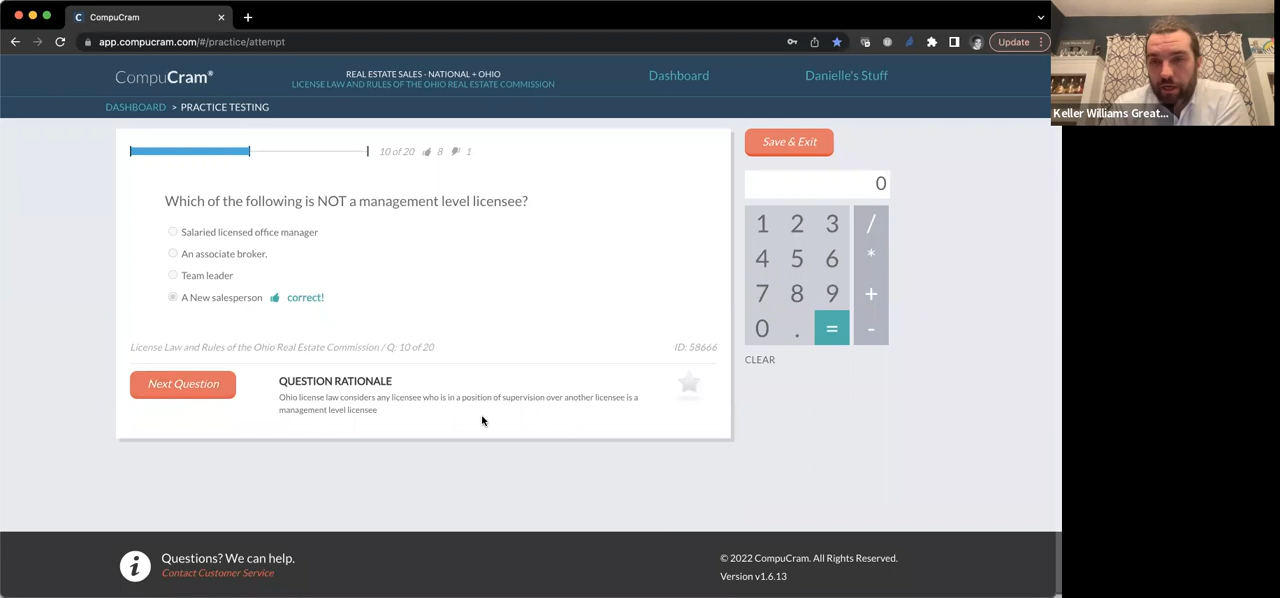 CompuCram
app.compucram.com/#/practice/attempt
Update
CompuCram®
REAL ESTATE SALES - NATIONAL + OHIO
LICENSE LAW AND RULES OF THE OHIO REAL ESTATE COMMISSION
Dashboard
Danielle's Stuff
DASHBOARD > PRACTICE TESTING
Keller Williams Great...
10 of 20 8 1
Save & Exit
0
Which of the following is NOT a management level licensee?
Salaried licensed office manager
An associate broker.
Team leader
A New salesperson correct!
1 2 3 /
4 5 6 *
7 8 9 +
0 . = -
CLEAR
License Law and Rules of the Ohio Real Estate Commission / Q: 10 of 20
ID: 58666
Next Question
QUESTION RATIONALE
Ohio license law considers any licensee who is in a position of supervision over another licensee is a
management level licensee
Questions? We can help.
Contact Customer Service
© 2022 CompuCram. All Rights Reserved.
Version v1.6.13